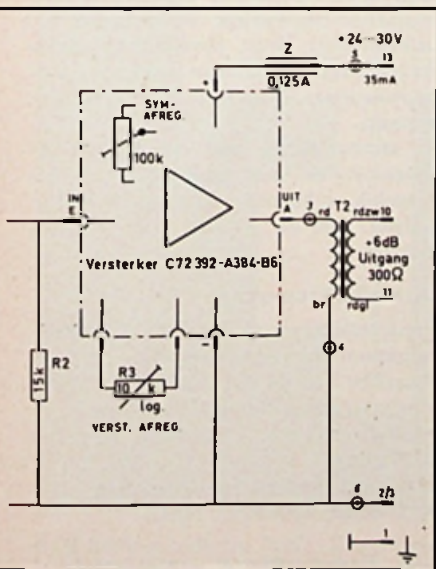 +24-30V
Z
5
13
0,125A
35mA
SYM-
AFREG.
100k
IN
E
UIT
A
3
rd
T2
rdzw
10
+6dB
Uitgang
300Ω
Versterker C72392-A384-B6
br
rdgl
11
4
+
-
R2
15k
R3
10 k
log.
VERST. AFREG.
6
2/3
1